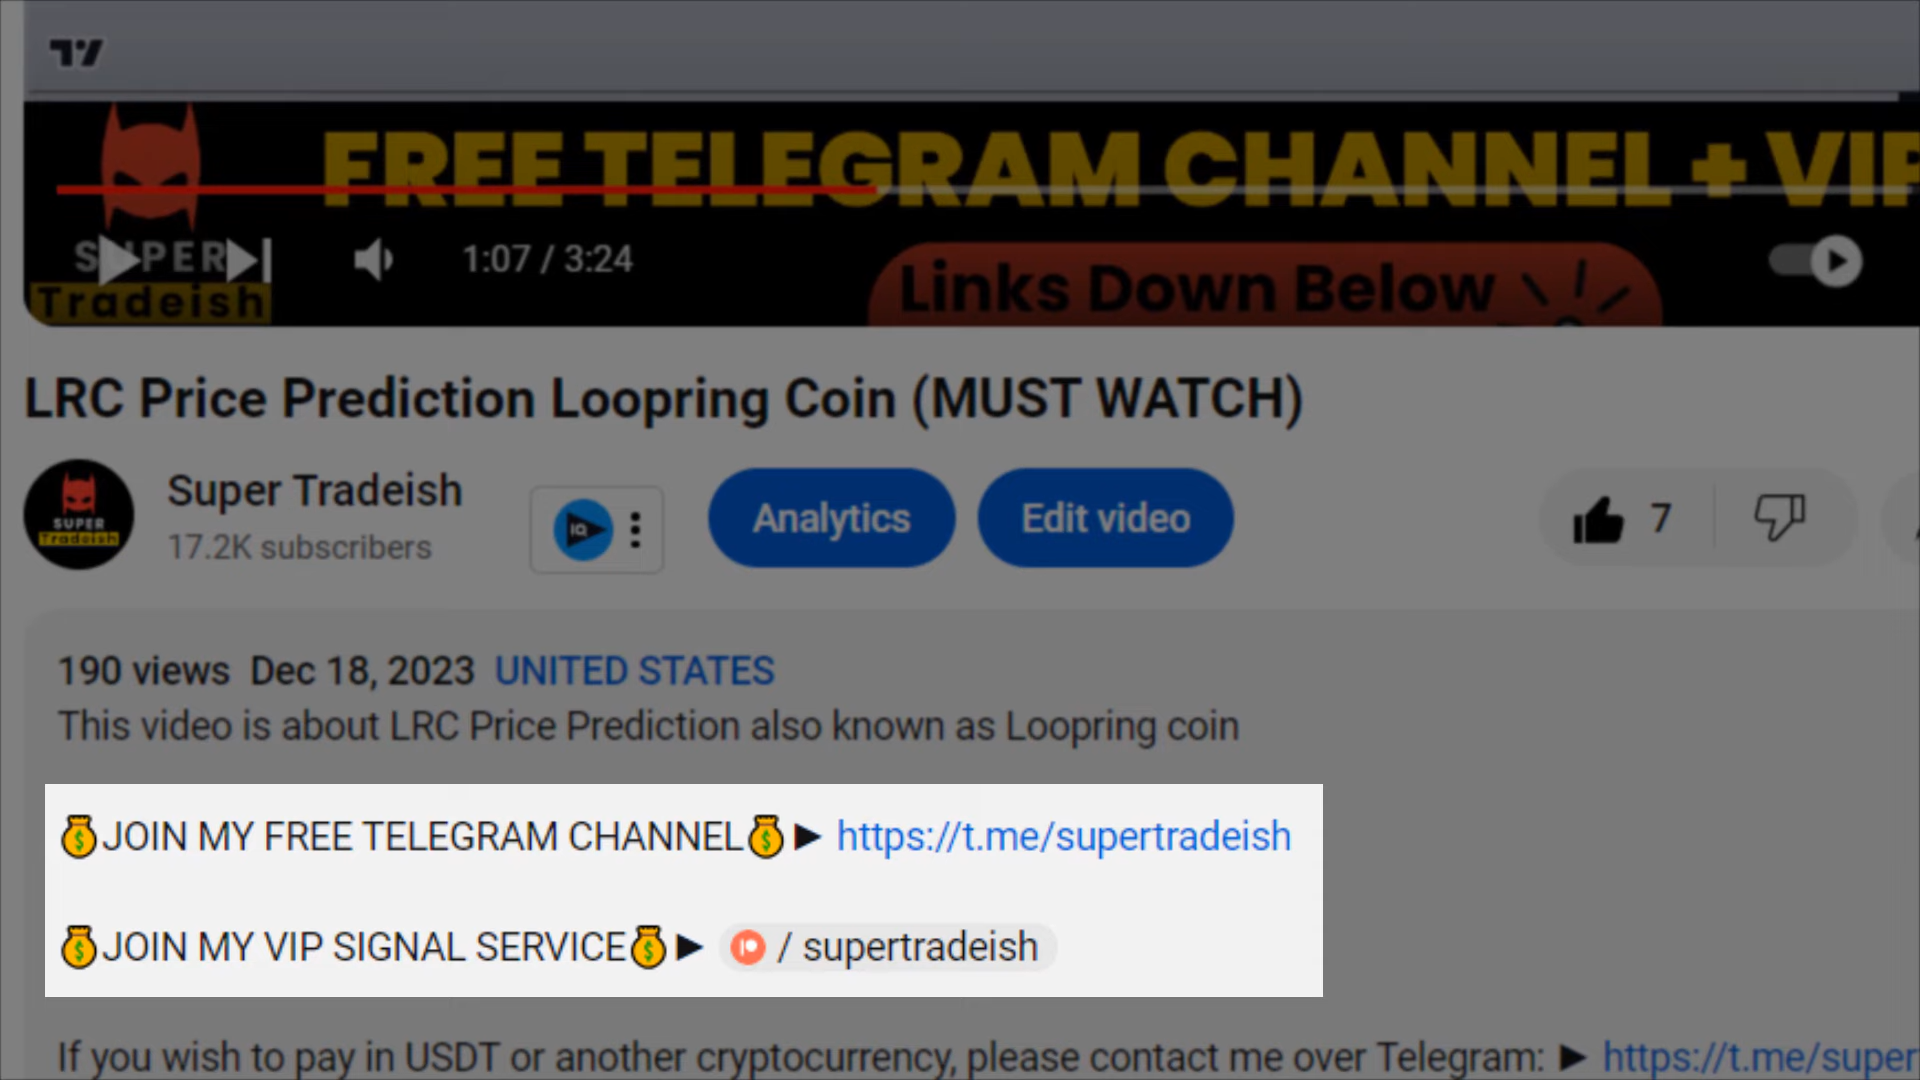 FREE TELEGRAM CHANNEL + VIP
SUPER
Tradeish
1:07 / 3:24
Links Down Below
LRC Price Prediction Loopring Coin (MUST WATCH)
SUPER
Tradeish
Super Tradeish
17.2K subscribers
IQ
Analytics
Edit video
7
190 views Dec 18, 2023 UNITED STATES
This video is about LRC Price Prediction also known as Loopring coin
💰JOIN MY FREE TELEGRAM CHANNEL💰► https://t.me/supertradeish
💰JOIN MY VIP SIGNAL SERVICE💰► / supertradeish
If you wish to pay in USDT or another cryptocurrency, please contact me over Telegram: ► https://t.me/super